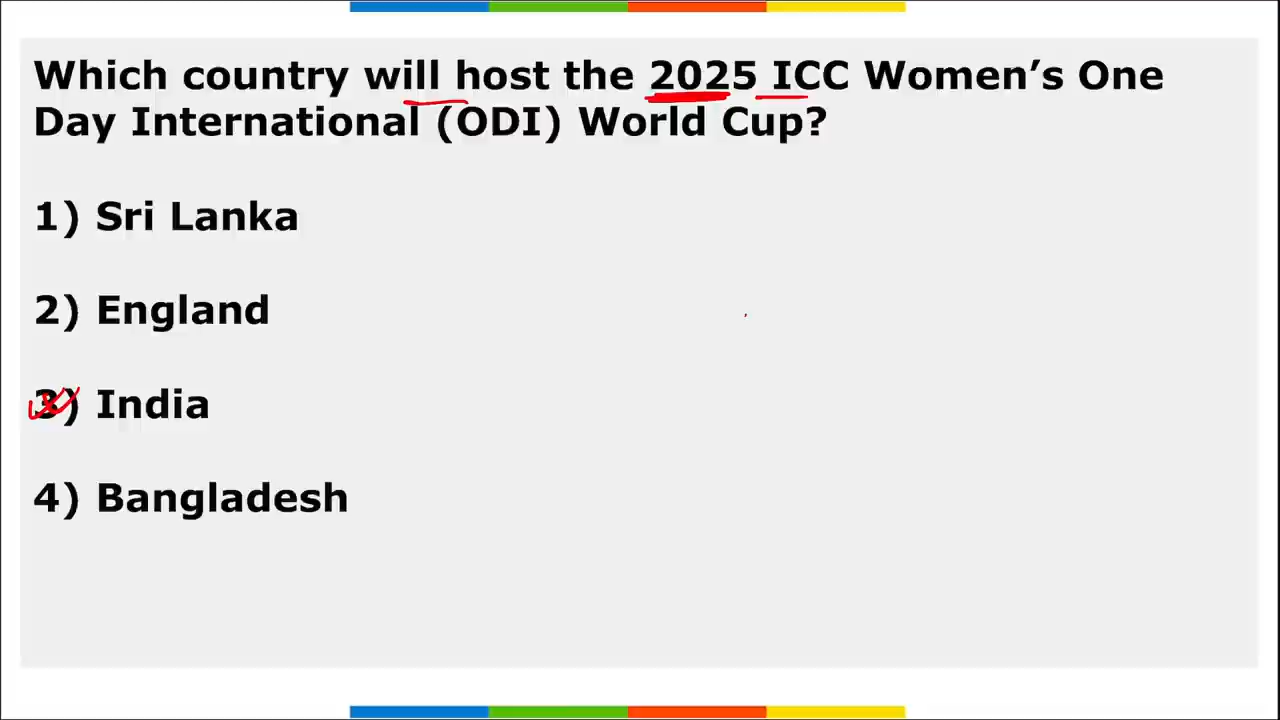 Which country will host the 2025 ICC Women’s One
Day International (ODI) World Cup?
1) Sri Lanka
2) England
3) India
4) Bangladesh